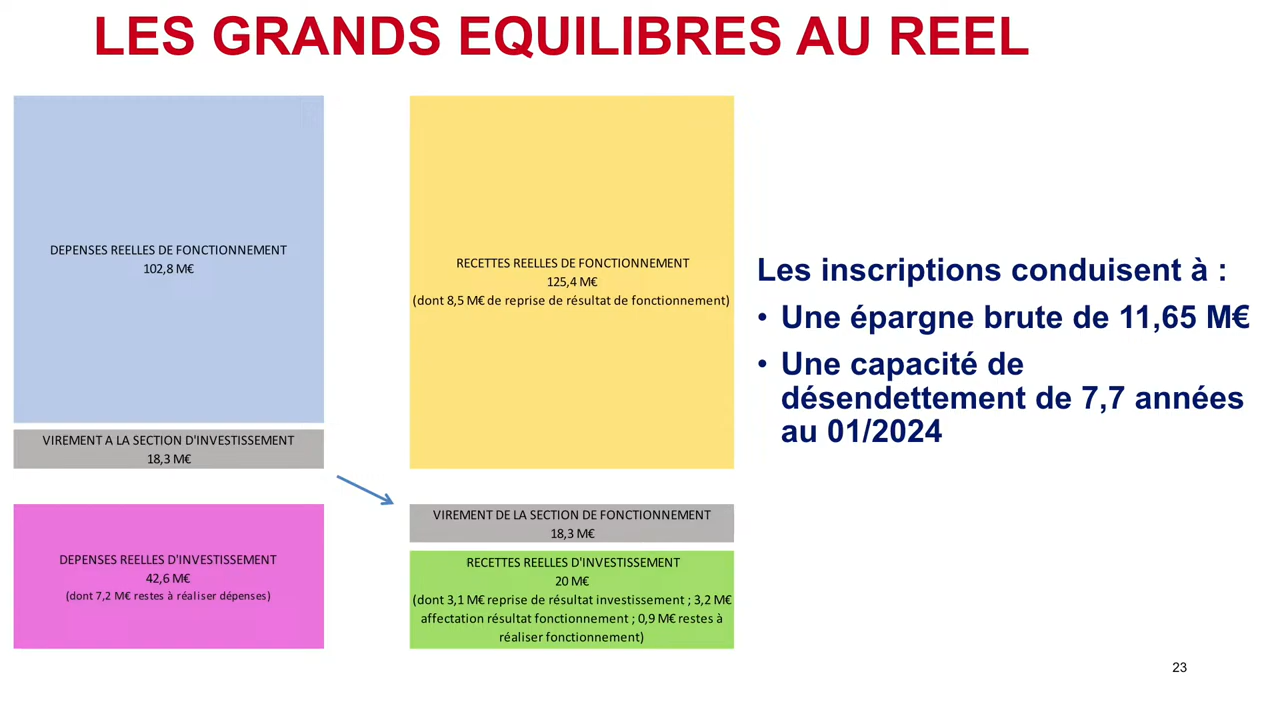 LES GRANDS EQUILIBRES AU REEL
DEPENSES REELLES DE FONCTIONNEMENT
102,8 M€
VIREMENT A LA SECTION D'INVESTISSEMENT
18,3 M€
DEPENSES REELLES D'INVESTISSEMENT
42,6 M€
(dont 7,2 M€ restes à réaliser dépenses)
RECETTES REELLES DE FONCTIONNEMENT
125,4 M€
(dont 8,5 M€ de reprise de résultat de fonctionnement)
VIREMENT DE LA SECTION DE FONCTIONNEMENT
18,3 M€
RECETTES REELLES D'INVESTISSEMENT
20 M€
(dont 3,1 M€ reprise de résultat investissement ; 3,2 M€
affectation résultat fonctionnement ; 0,9 M€ restes à
réaliser fonctionnement)
Les inscriptions conduisent à :
• Une épargne brute de 11,65 M€
• Une capacité de
désendettement de 7,7 années
au 01/2024
23